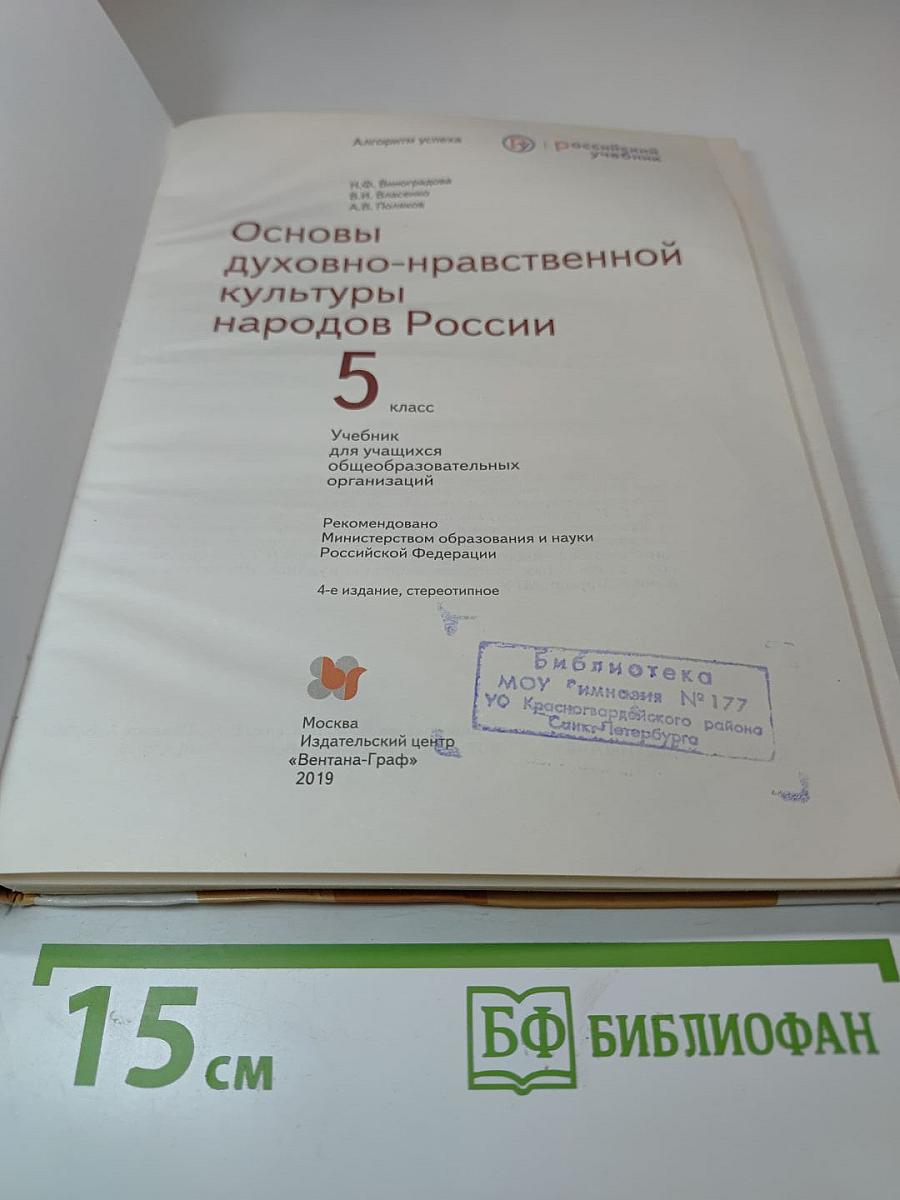 Алгоритм успеха
российский
учебник
Н.Ф. Виноградова
В.И. Власенко
А.В. Поляков
Основы
духовно-нравственной
культуры
народов России
5 класс
Учебник
для учащихся
общеобразовательных
организаций
Рекомендовано
Министерством образования и науки
Российской Федерации
4-е издание, стереотипное
Библиотека
МОУ Гимназия № 177
УО Красногвардейского района
Санкт-Петербурга
Москва
Издательский центр
«Вентана-Граф»
2019
15 см
БФ БИБЛИОФАН